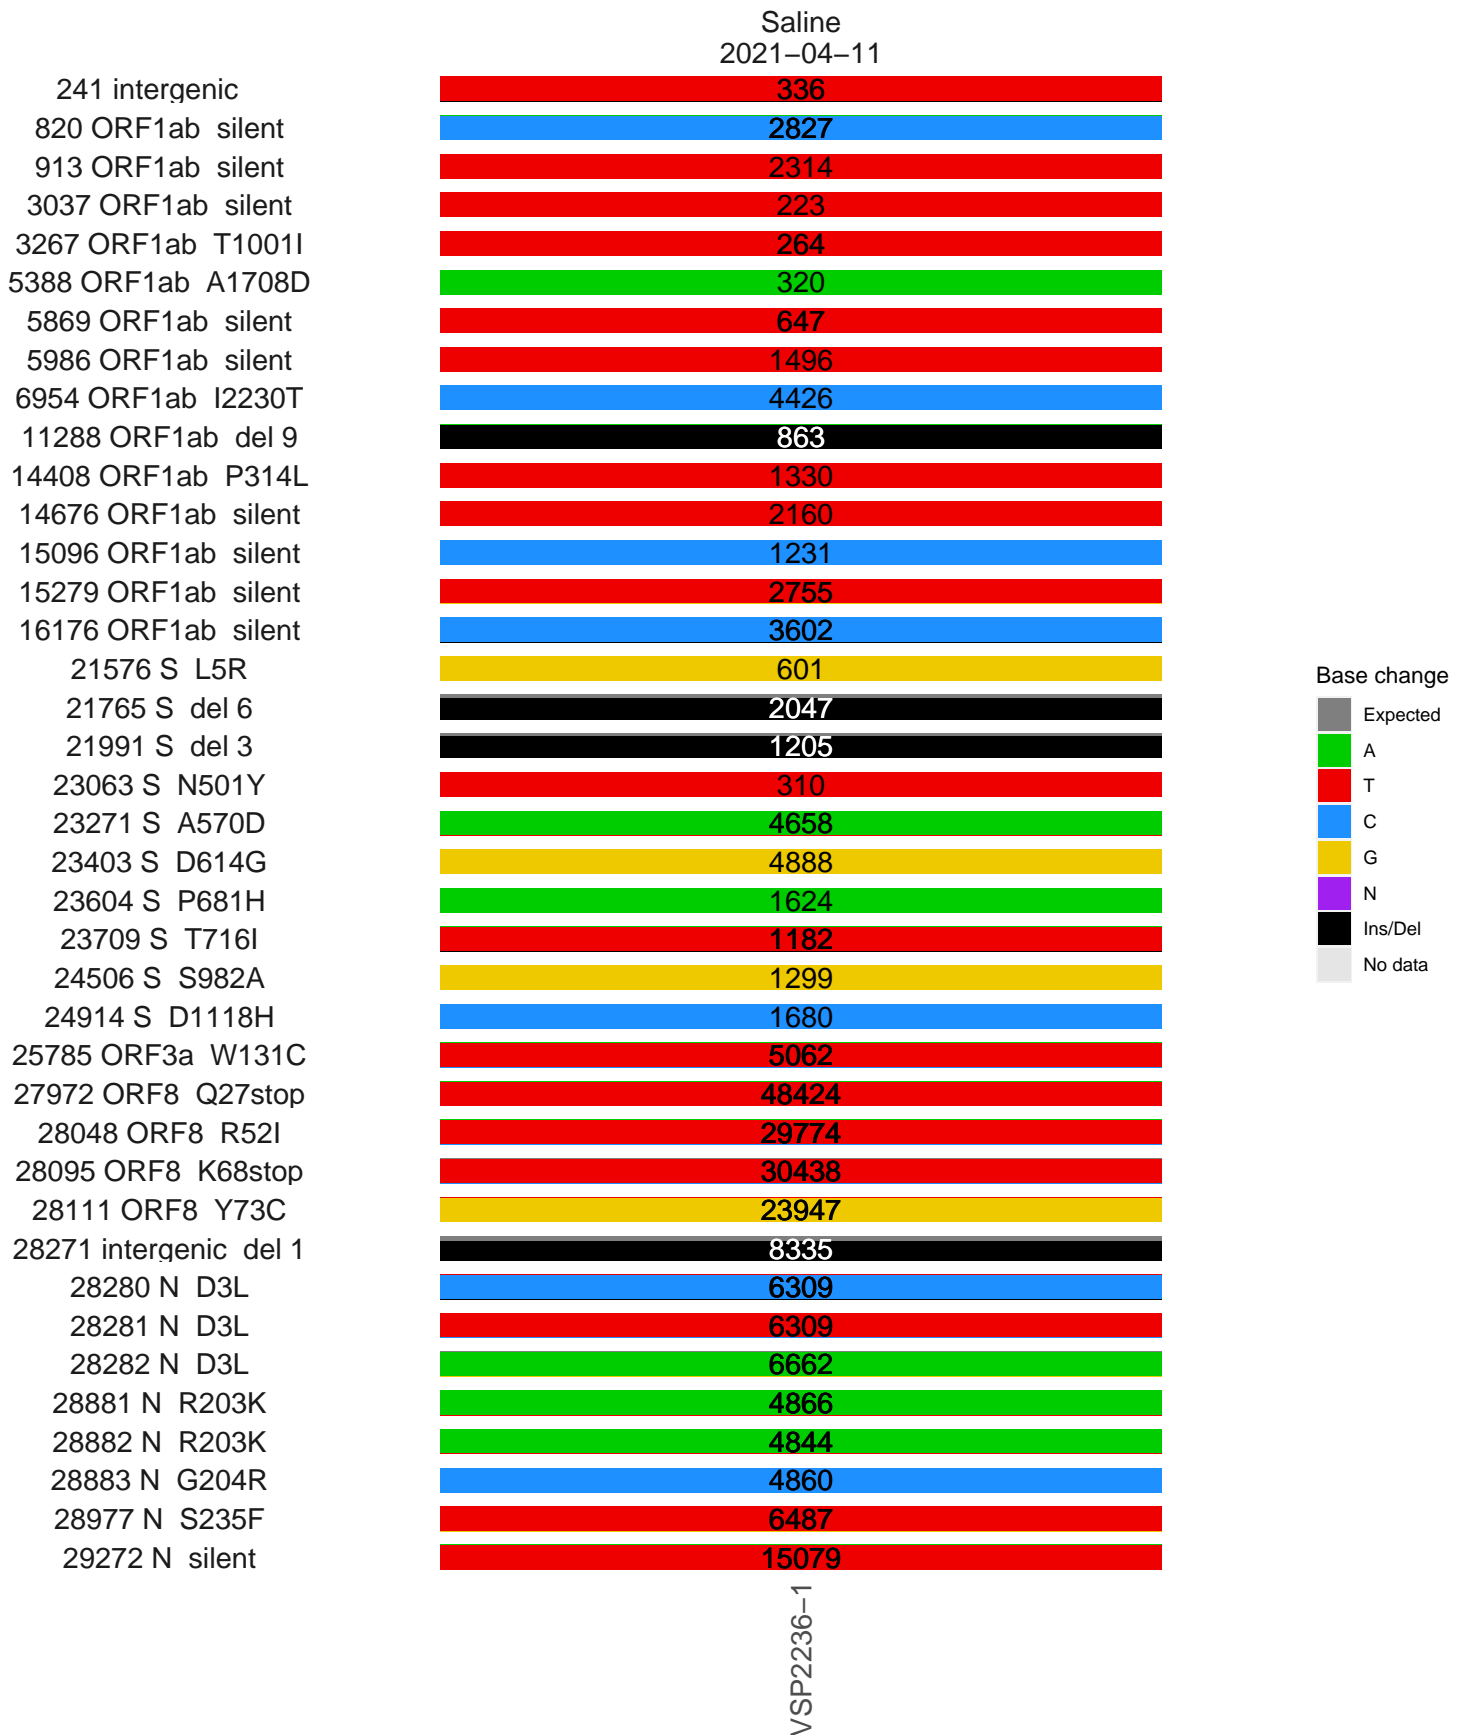 Saline
2021−04−11
241 intergenic 336
820 ORF1ab silent 2827
913 ORF1ab silent 2314
3037 ORF1ab silent 223
3267 ORF1ab T1001I 264
5388 ORF1ab A1708D 320
5869 ORF1ab silent 647
5986 ORF1ab silent 1496
6954 ORF1ab I2230T 4426
11288 ORF1ab del 9 863
14408 ORF1ab P314L 1330
14676 ORF1ab silent 2160
15096 ORF1ab silent 1231
15279 ORF1ab silent 2755
16176 ORF1ab silent 3602
21576 S L5R 601
21765 S del 6 2047
21991 S del 3 1205
23063 S N501Y 310
23271 S A570D 4658
23403 S D614G 4888
23604 S P681H 1624
23709 S T716I 1182
24506 S S982A 1299
24914 S D1118H 1680
25785 ORF3a W131C 5062
27972 ORF8 Q27stop 48424
28048 ORF8 R52I 29774
28095 ORF8 K68stop 30438
28111 ORF8 Y73C 23947
28271 intergenic del 1 8335
28280 N D3L 6309
28281 N D3L 6309
28282 N D3L 6662
28881 N R203K 4866
28882 N R203K 4844
28883 N G204R 4860
28977 N S235F 6487
29272 N silent 15079
VSP2236−1
Base change
Expected
A
T
C
G
N
Ins/Del
No data